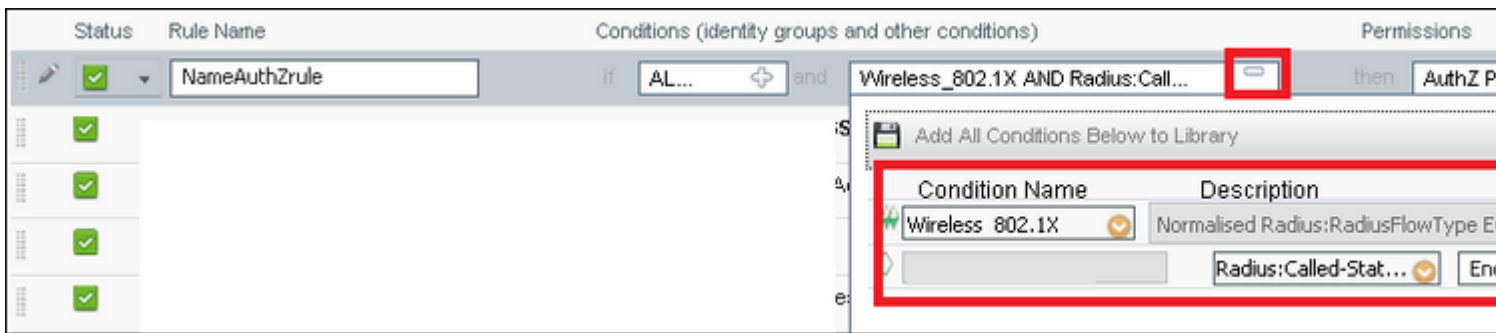 Status Rule Name Conditions (identity groups and other conditions) Permissions
NameAuthZrule if AL... and Wireless_802.1X AND Radius:Call... then AuthZ P
Add All Conditions Below to Library
Condition Name Description
Wireless 802.1X Normalised Radius:RadiusFlowType E
Radius:Called-Stat... En